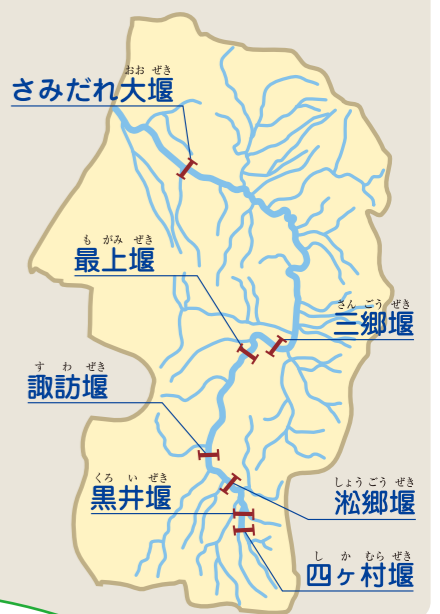 おお ぜき
さみだれ大堰
も がみ ぜき
最上堰
さん ごう ぜき
三郷堰
す わ ぜき
諏訪堰
くろ い ぜき
黒井堰
しょう ごう ぜき
淞郷堰
し か むら ぜき
四ヶ村堰